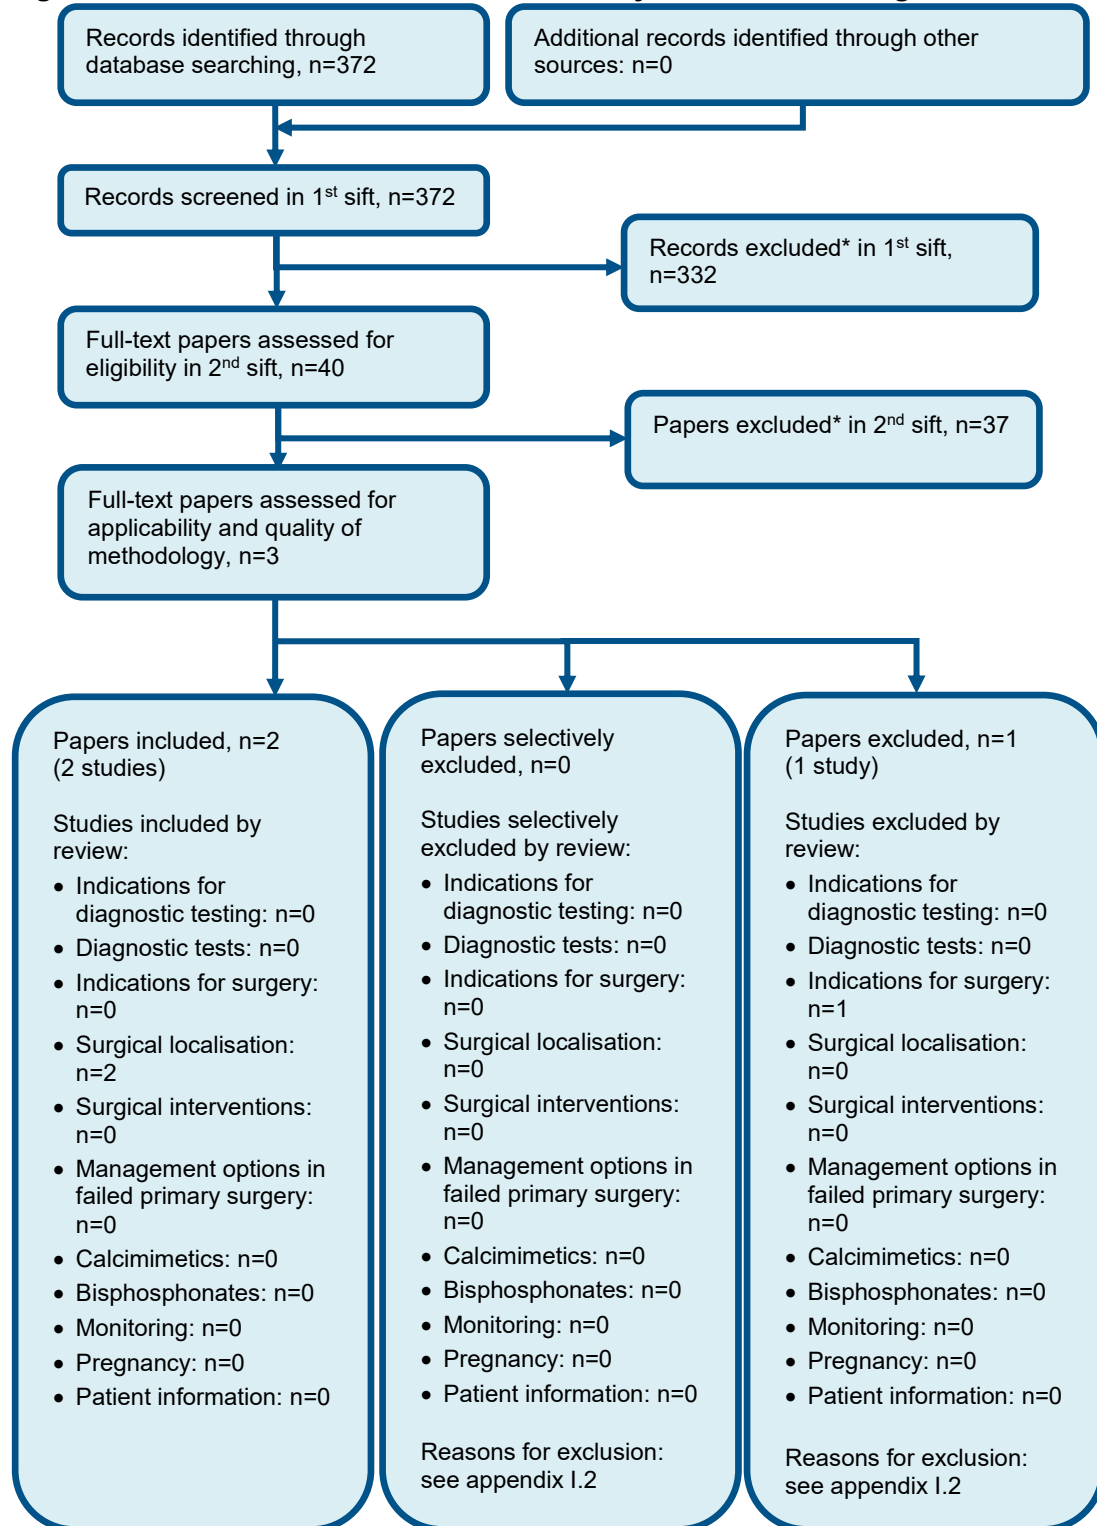 Records identified through
database searching, n=372
Additional records identified through other
sources: n=0
Records screened in 1st sift, n=372
Records excluded* in 1st sift,
n=332
Full-text papers assessed for
eligibility in 2nd sift, n=40
Papers excluded* in 2nd sift, n=37
Full-text papers assessed for
applicability and quality of
methodology, n=3
Papers included, n=2
(2 studies)
Studies included by
review:
• Indications for
diagnostic testing: n=0
• Diagnostic tests: n=0
• Indications for surgery:
n=0
• Surgical localisation:
n=2
• Surgical interventions:
n=0
• Management options in
failed primary surgery:
n=0
• Calcimimetics: n=0
• Bisphosphonates: n=0
• Monitoring: n=0
• Pregnancy: n=0
• Patient information: n=0
Papers selectively
excluded, n=0
Studies selectively
excluded by review:
• Indications for
diagnostic testing: n=0
• Diagnostic tests: n=0
• Indications for surgery:
n=0
• Surgical localisation:
n=0
• Surgical interventions:
n=0
• Management options in
failed primary surgery:
n=0
• Calcimimetics: n=0
• Bisphosphonates: n=0
• Monitoring: n=0
• Pregnancy: n=0
• Patient information: n=0
Reasons for exclusion:
see appendix I.2
Papers excluded, n=1
(1 study)
Studies excluded by
review:
• Indications for
diagnostic testing: n=0
• Diagnostic tests: n=0
• Indications for surgery:
n=1
• Surgical localisation:
n=0
• Surgical interventions:
n=0
• Management options in
failed primary surgery:
n=0
• Calcimimetics: n=0
• Bisphosphonates: n=0
• Monitoring: n=0
• Pregnancy: n=0
• Patient information: n=0
Reasons for exclusion:
see appendix I.2